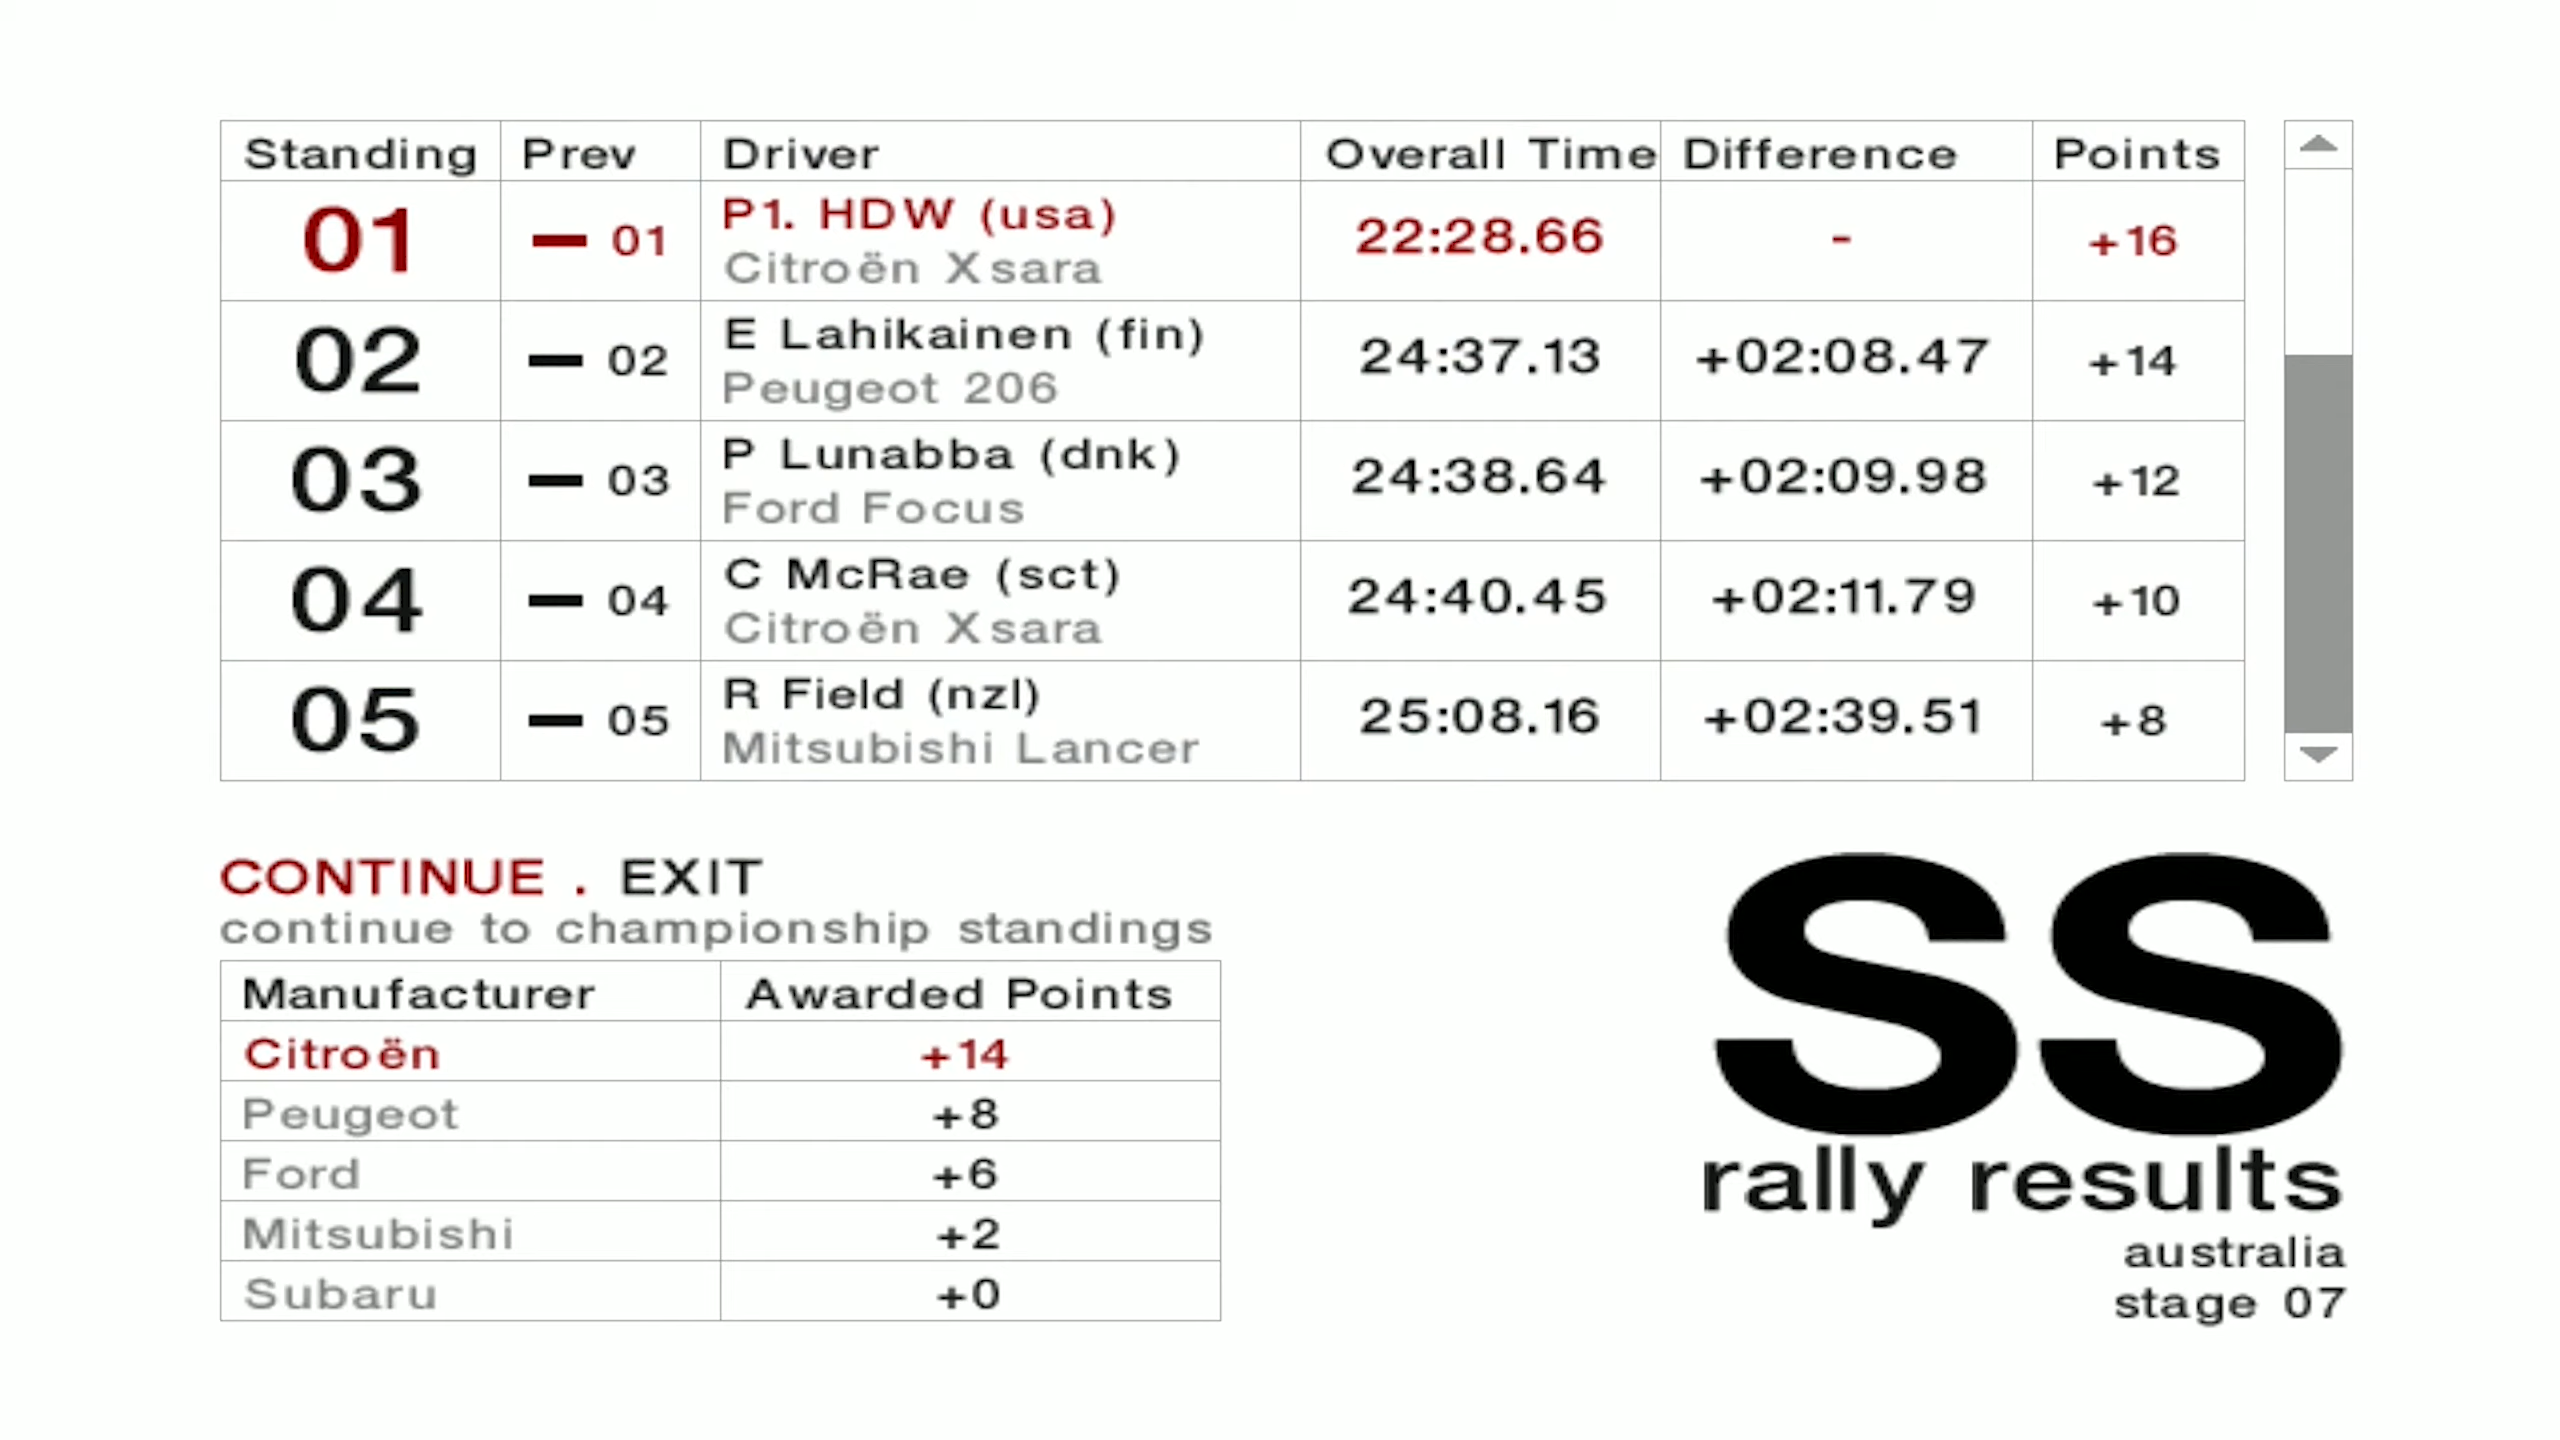 Standing Prev Driver Overall Time Difference Points
01 — 01 P1. HDW (usa) 22:28.66 - +16
Citroën Xsara
02 — 02 E Lahikainen (fin) 24:37.13 +02:08.47 +14
Peugeot 206
03 — 03 P Lunabba (dnk) 24:38.64 +02:09.98 +12
Ford Focus
04 — 04 C McRae (sct) 24:40.45 +02:11.79 +10
Citroën Xsara
05 — 05 R Field (nzl) 25:08.16 +02:39.51 +8
Mitsubishi Lancer
CONTINUE . EXIT
continue to championship standings
Manufacturer Awarded Points
Citroën +14
Peugeot +8
Ford +6
Mitsubishi +2
Subaru +0
SS
rally results
australia
stage 07